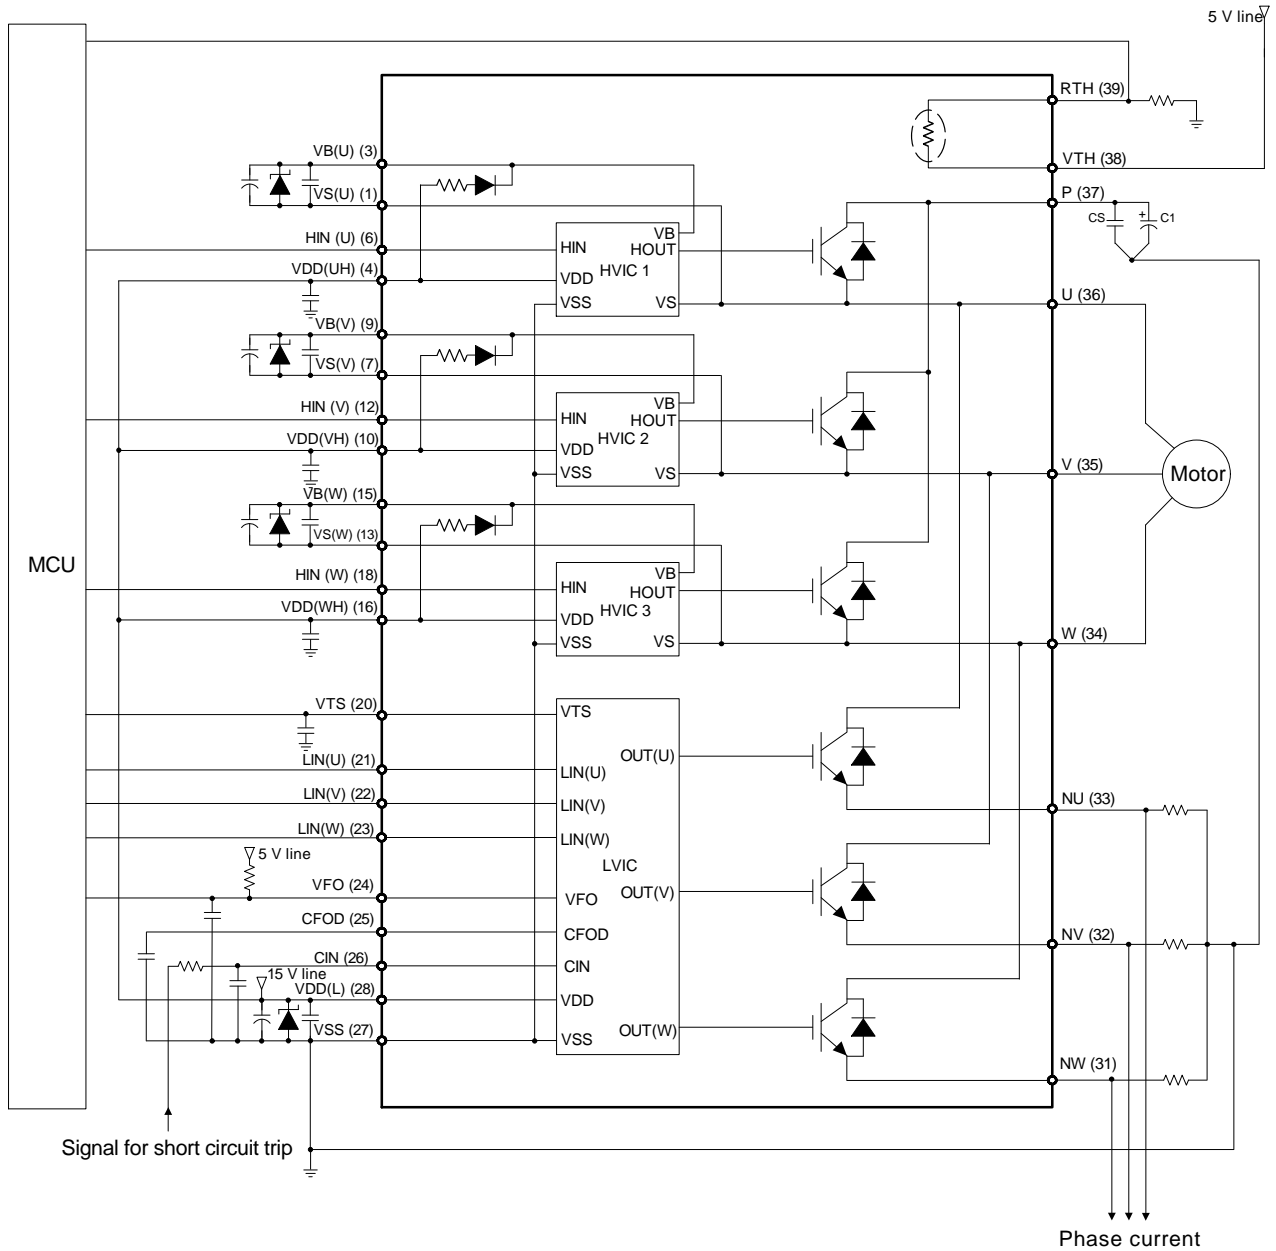 5 V line
MCU
RTH (39)
VTH (38)
P (37)
CS
+
C1
VB(U) (3)
VS(U) (1)
HIN (U) (6)
VDD(UH) (4)
VB
HIN
HOUT
HVIC 1
VDD
VSS
VS
U (36)
VB(V) (9)
VS(V) (7)
HIN (V) (12)
VDD(VH) (10)
VB
HIN
HOUT
HVIC 2
VDD
VSS
VS
V (35)
Motor
VB(W) (15)
VS(W) (13)
HIN (W) (18)
VDD(WH) (16)
VB
HIN
HOUT
HVIC 3
VDD
VSS
VS
W (34)
VTS (20)
LIN(U) (21)
LIN(V) (22)
LIN(W) (23)
5 V line
VFO (24)
CFOD (25)
CIN (26)
15 V line
VDD(L) (28)
VSS (27)
VTS
OUT(U)
LIN(U)
LIN(V)
LIN(W)
LVIC
OUT(V)
VFO
CFOD
CIN
VDD
OUT(W)
VSS
NU (33)
NV (32)
NW (31)
Signal for short circuit trip
Phase current